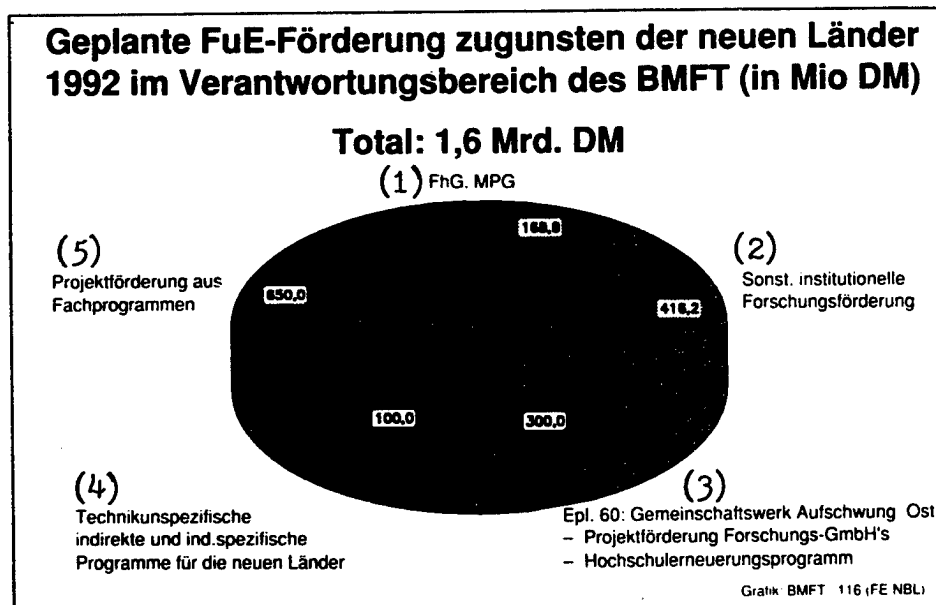 Geplante FuE-Förderung zugunsten der neuen Länder
1992 im Verantwortungsbereich des BMFT (in Mio DM)
Total: 1,6 Mrd. DM
(1) FhG. MPG
(5)
Projektförderung aus
Fachprogrammen
(2)
Sonst. institutionelle
Forschungsförderung
650,0
416,2
100,0
300,0
(4)
Technikunspezifische
indirekte und ind.spezifische
Programme für die neuen Länder
(3)
Epl. 60: Gemeinschaftswerk Aufschwung Ost
– Projektförderung Forschungs-GmbH's
– Hochschulerneuerungsprogramm
Grafik BMFT 116 (FE NBL)